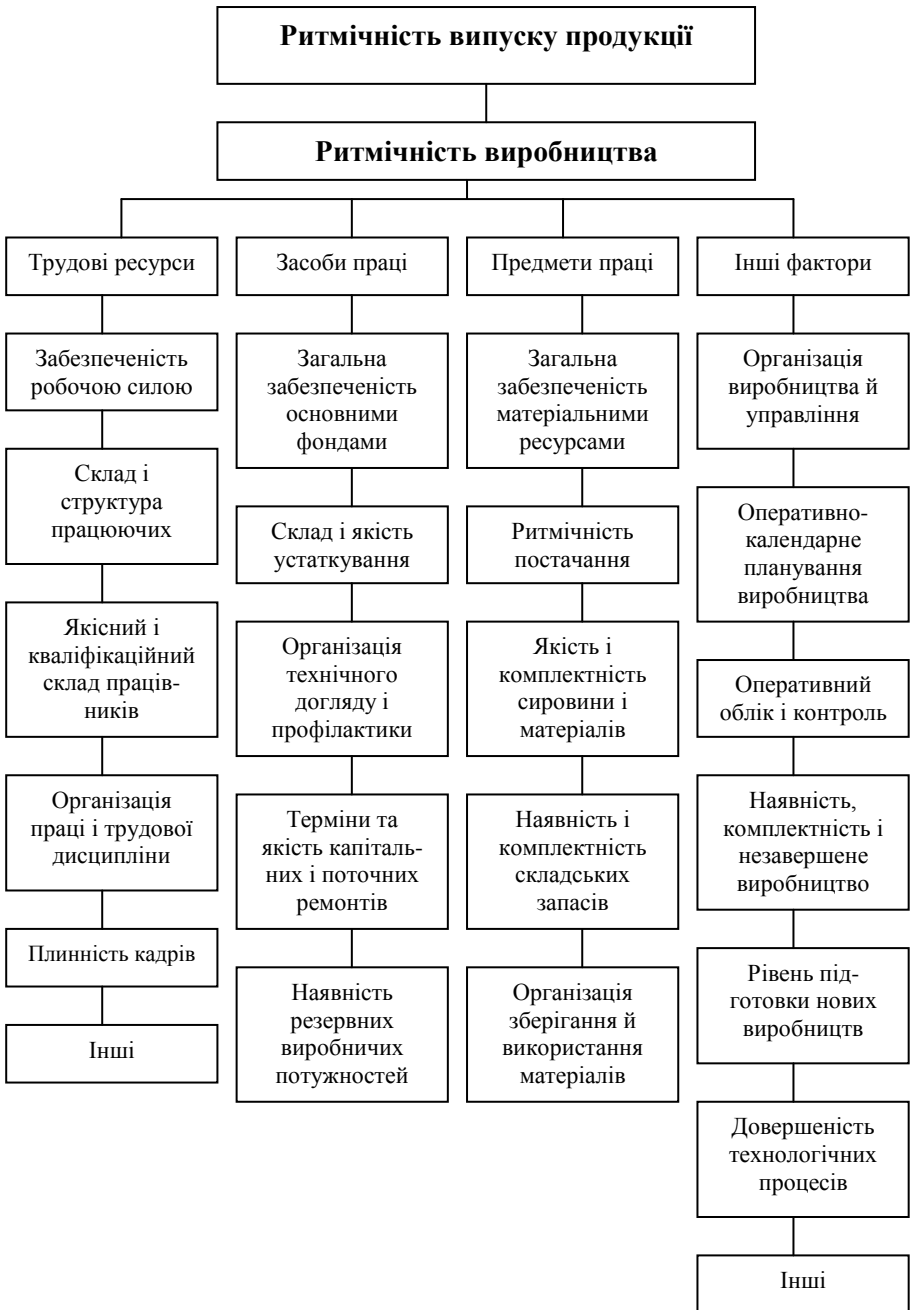 Ритмічність випуску продукції
Ритмічність виробництва
Трудові ресурси
Забезпеченість
робочою силою
Склад і
структура
працюючих
Якісний і
кваліфікаційний
склад праців-
ників
Організація
праці і трудової
дисципліни
Плинність кадрів
Інші
Засоби праці
Загальна
забезпеченість
основними
фондами
Склад і якість
устаткування
Організація
технічного
догляду і
профілактики
Терміни та
якість капіталь-
них і поточних
ремонтів
Наявність
резервних
виробничих
потужностей
Предмети праці
Загальна
забезпеченість
матеріальними
ресурсами
Ритмічність
постачання
Якість і
комплектність
сировини і
матеріалів
Наявність і
комплектність
складських
запасів
Організація
зберігання й
використання
матеріалів
Інші фактори
Організація
виробництва й
управління
Оперативно-
календарне
планування
виробництва
Оперативний
облік і контроль
Наявність,
комплектність і
незавершене
виробництво
Рівень під-
готовки нових
виробництв
Довершеність
технологічних
процесів
Інші